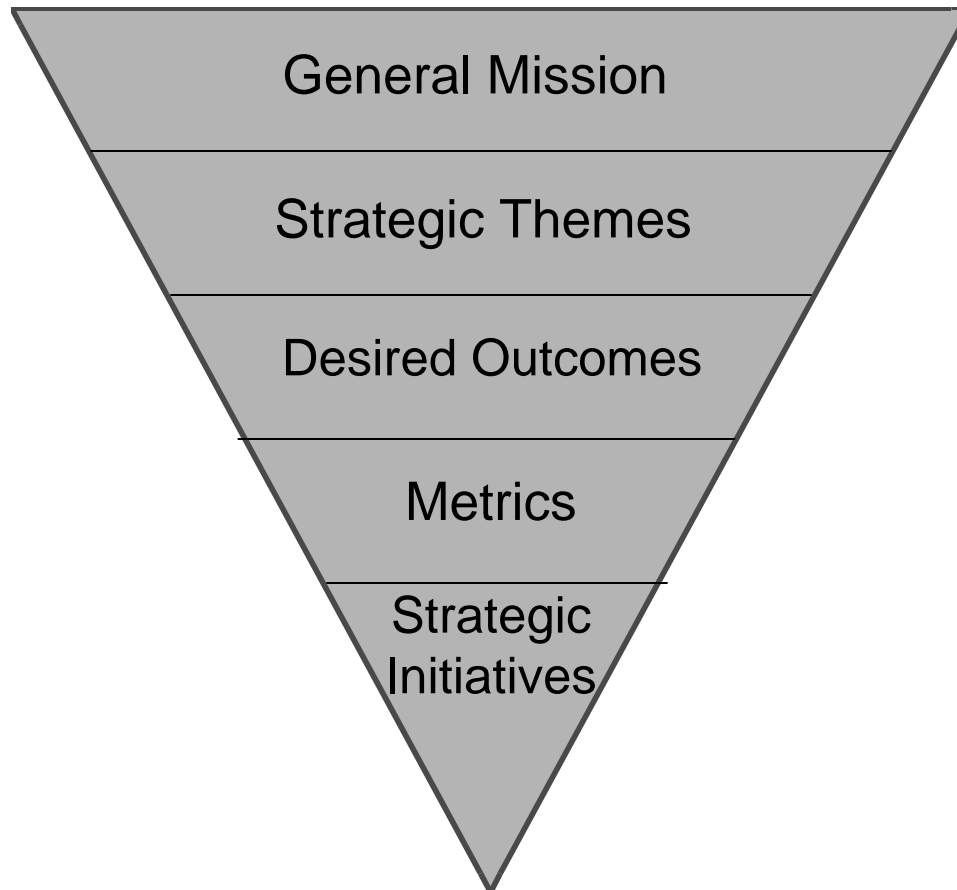 General Mission
Strategic Themes
Desired Outcomes
Metrics
Strategic
Initiatives